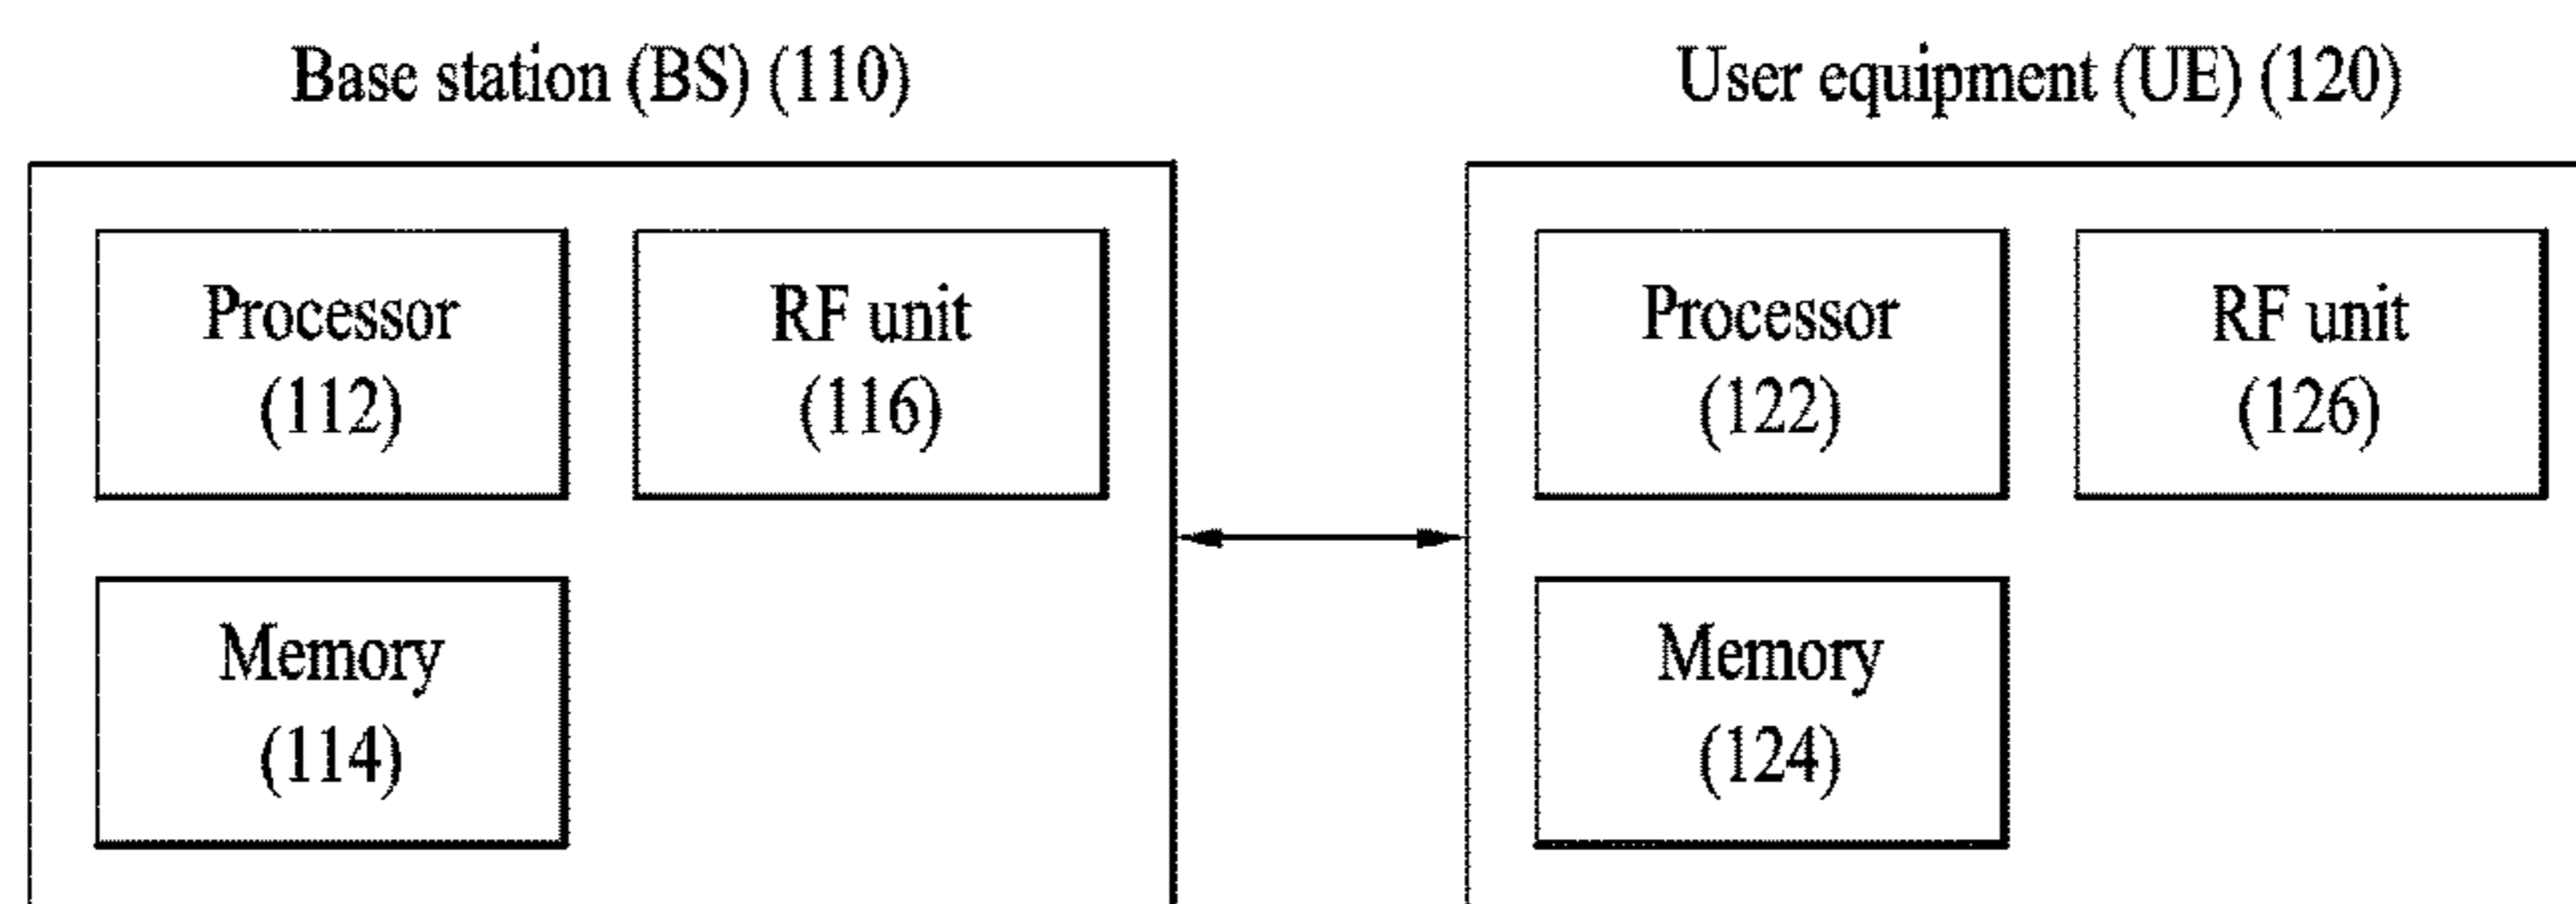 Base station (BS) (110)
User equipment (UE) (120)
Processor
(112)
RF unit
(116)
Memory
(114)
Processor
(122)
RF unit
(126)
Memory
(124)